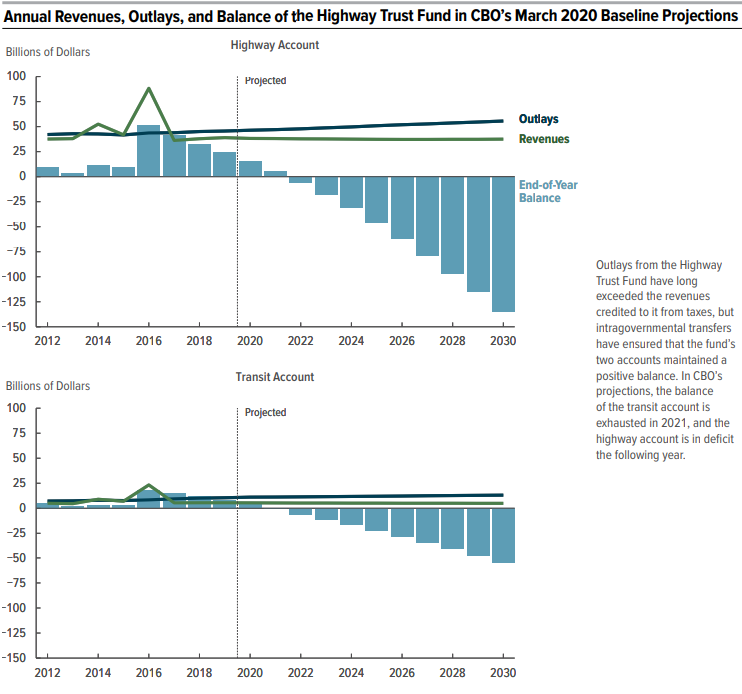 Annual Revenues, Outlays, and Balance of the Highway Trust Fund in CBO's March 2020 Baseline Projections
Highway Account
Billions of Dollars
100
75
50
25
0
−25
−50
−75
−100
−125
−150
Projected
Outlays
Revenues
End-of-Year
Balance
2012 2014 2016 2018 2020 2022 2024 2026 2028 2030
Outlays from the Highway
Trust Fund have long
exceeded the revenues
credited to it from taxes, but
intragovernmental transfers
have ensured that the fund's
two accounts maintained a
positive balance. In CBO's
projections, the balance
of the transit account is
exhausted in 2021, and the
highway account is in deficit
the following year.
Transit Account
Billions of Dollars
100
75
50
25
0
−25
−50
−75
−100
−125
−150
Projected
2012 2014 2016 2018 2020 2022 2024 2026 2028 2030